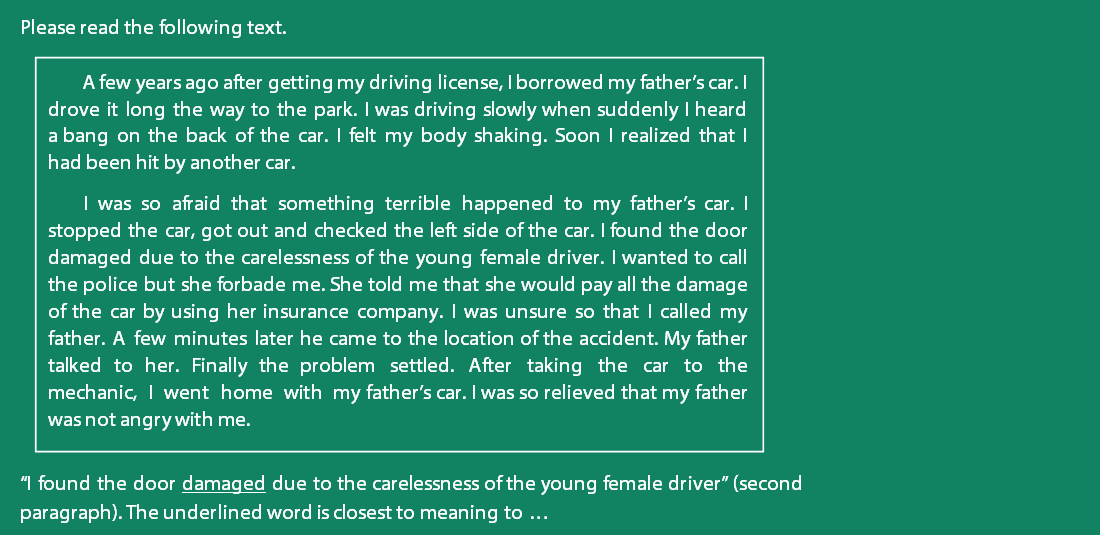 Please read the following text.
A few years ago after getting my driving license, I borrowed my father’s car. I
drove it long the way to the park. I was driving slowly when suddenly I heard
a bang on the back of the car. I felt my body shaking. Soon I realized that I
had been hit by another car.
I was so afraid that something terrible happened to my father’s car. I
stopped the car, got out and checked the left side of the car. I found the door
damaged due to the carelessness of the young female driver. I wanted to call
the police but she forbade me. She told me that she would pay all the damage
of the car by using her insurance company. I was unsure so that I called my
father. A few minutes later he came to the location of the accident. My father
talked to her. Finally the problem settled. After taking the car to the
mechanic, I went home with my father’s car. I was so relieved that my father
was not angry with me.
“I found the door damaged due to the carelessness of the young female driver” (second
paragraph). The underlined word is closest to meaning to …